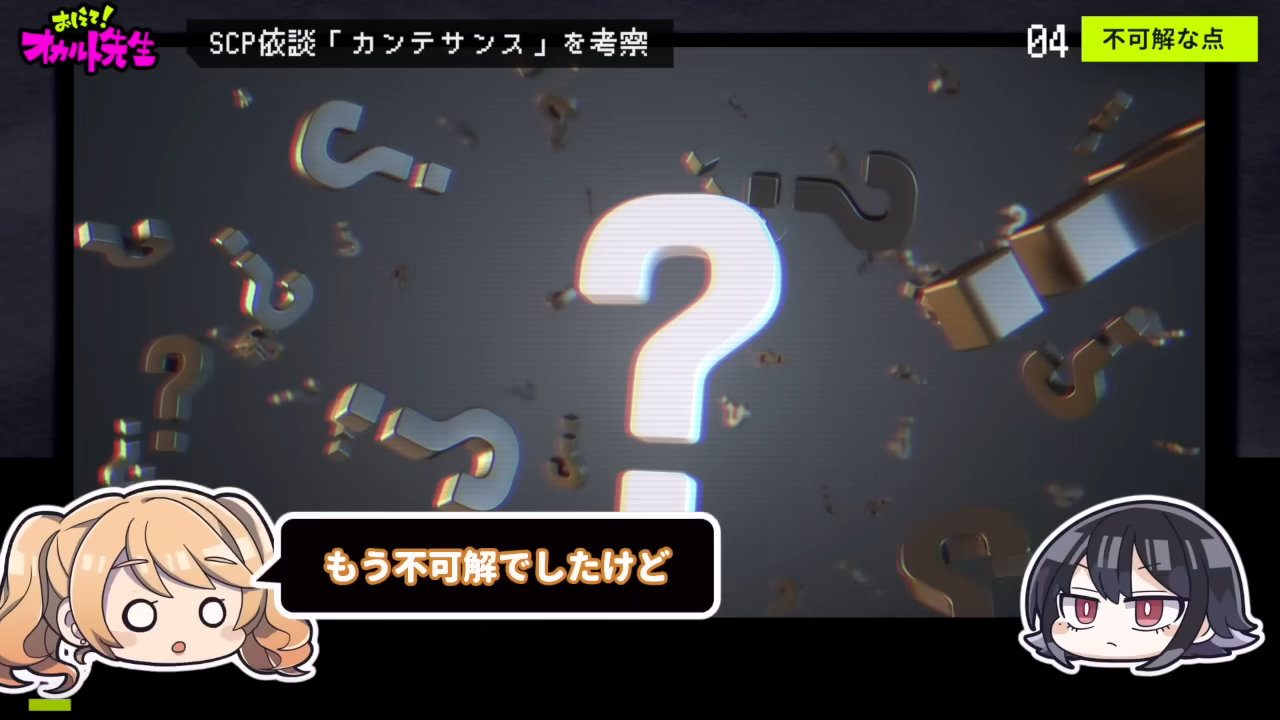 おしえて!
オカルト先生
SCP依談「カンテサンス」を考察
04
不可解な点
もう不可解でしたけど